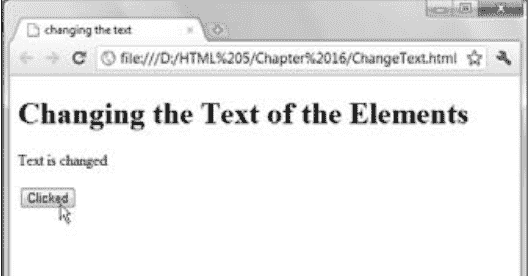 changing the text
file:///D:/HTML%205/Chapter%2016/ChangeText.html
Changing the Text of the Elements
Text is changed
Clicked